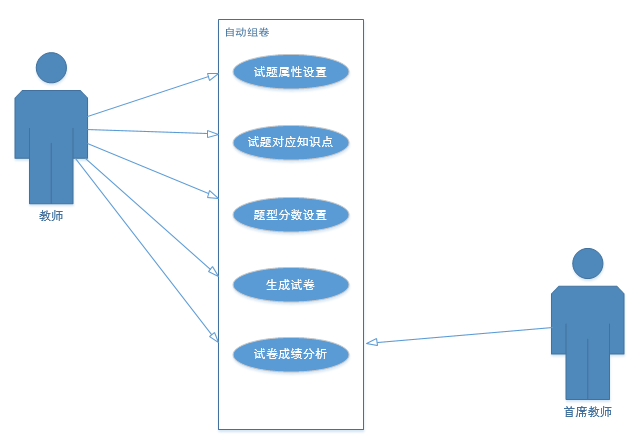 自动组卷
试题属性设置
试题对应知识点
题型分数设置
教师
生成试卷
试卷成绩分析
首席教师